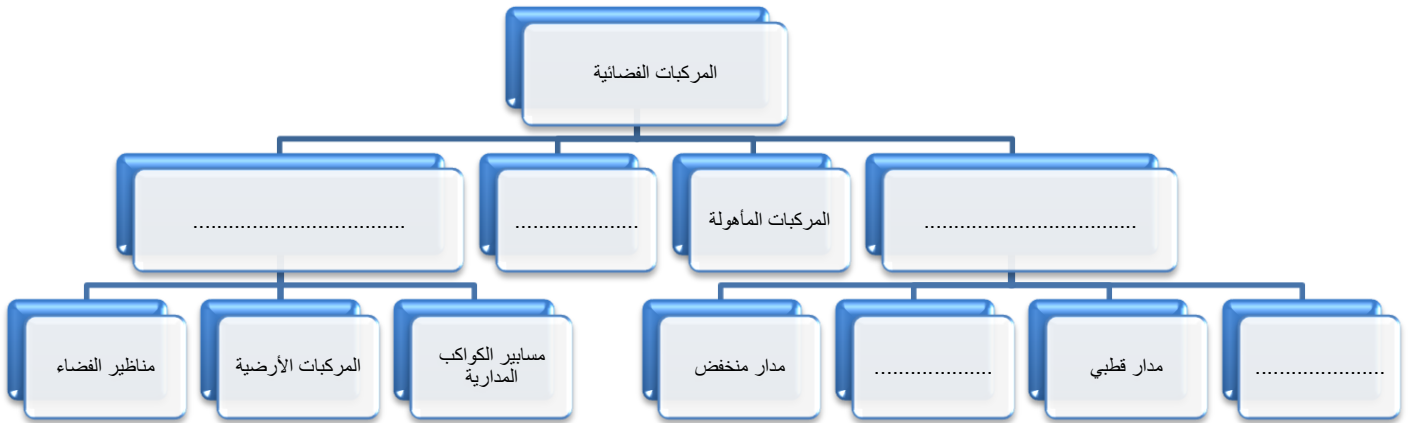 المركبات الفضائية
....................................
المركبات المأهولة
.....................
....................................
......................
مدار قطبي
....................
مدار منخفض
مسابير الكواكب
المدارية
المركبات الأرضية
مناظير الفضاء